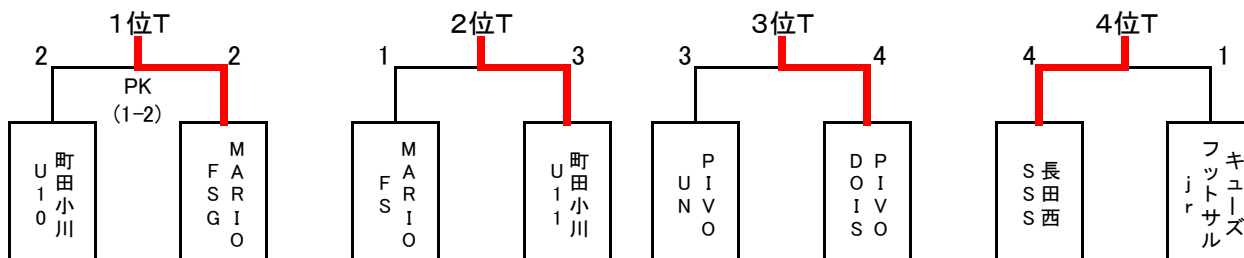 1位T
2 2
PK
(1-2)
町田小川
U10
MARIO
FSG
2位T
1 3
MARIO
FS
町田小川
U11
3位T
3 4
PIVO
UN
PIVO
DOIS
4位T
4 1
長田西
SSS
キューズ
フットサル
jr